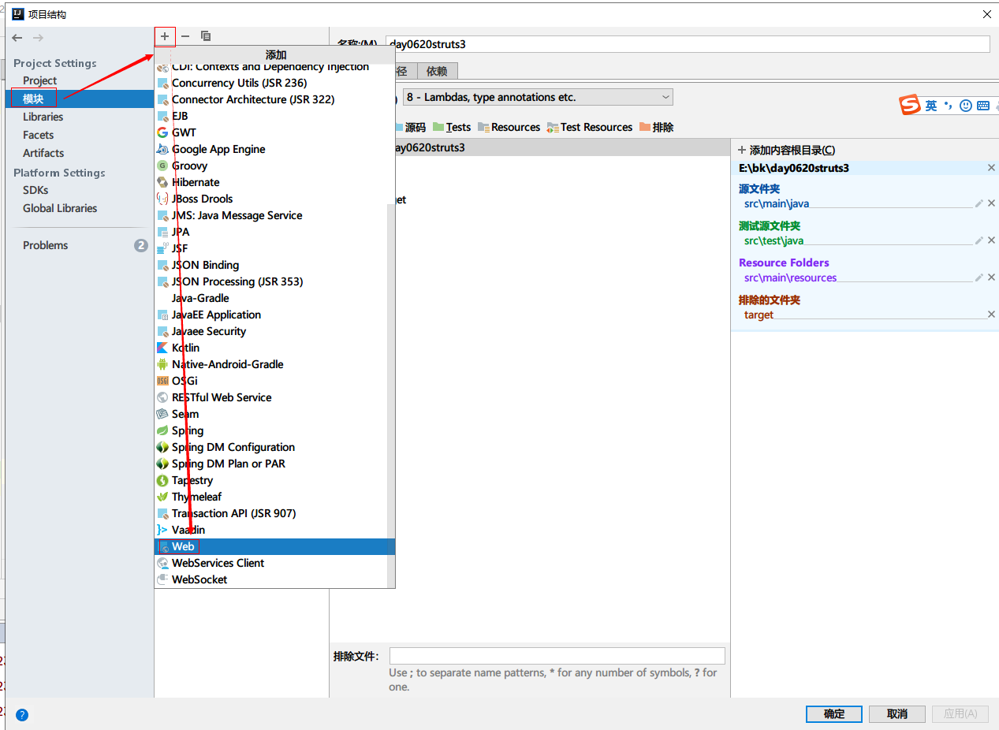 项目结构
Project Settings
Project
模块
Libraries
Facets
Artifacts
Platform Settings
SDKs
Global Libraries
Problems
2
添加
CDI: Contexts and Dependency Injection
Concurrency Utils (JSR 236)
Connector Architecture (JSR 322)
EJB
GWT
Google App Engine
Groovy
Hibernate
JBoss Drools
JMS: Java Message Service
JPA
JSF
JSON Binding
JSON Processing (JSR 353)
Java-Gradle
JavaEE Application
Javaee Security
Kotlin
Native-Android-Gradle
OSGi
RESTful Web Service
Seam
Spring
Spring DM Configuration
Spring DM Plan or PAR
Tapestry
Thymeleaf
Transaction API (JSR 907)
Vaadin
Web
WebServices Client
WebSocket
名称:(M) day0620struts3
径 依赖
8 - Lambdas, type annotations etc.
源码 Tests Resources Test Resources 排除
ay0620struts3
get
英
添加内容根目录(C)
E:\bk\day0620struts3
源文件夹
src\main\java
测试源文件夹
src\test\java
Resource Folders
src\main\resources
排除的文件夹
target
排除文件:
Use ; to separate name patterns, * for any number of symbols, ? for
one.
确定 取消 应用(A)